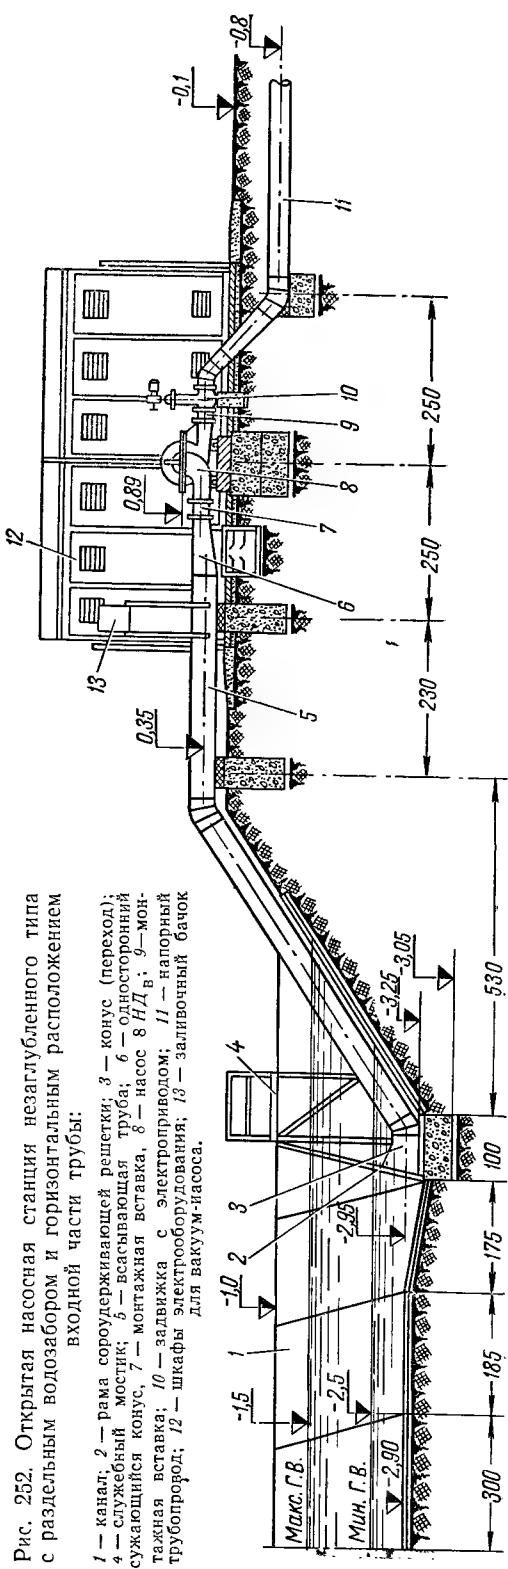 Рис. 252. Открытая насосная станция незаглубленного типа
с раздельным водозабором и горизонтальным расположением
входной части трубы:
1 — канал; 2 — рама сороудерживающей решетки; 3 — конус (переход);
4 — служебный мостик; 5 — всасывающая труба; 6 — односторонний
сужающийся конус, 7 — монтажная вставка, 8 — насос 8 НДв; 9 — мон-
тажная вставка; 10 — задвижка с электроприводом; 11 — напорный
трубопровод; 12 — шкафы электрооборудования; 13 — заливочный бачок
для вакуум-насоса.
-0,8
-0,1
12
0,89
13
0,35
11
10
9
8
7
6
5
4
3
2
1
-1,0
-1,5
Макс. Г. В.
-2,5
Мин. Г. В.
-2,90
-2,95
-3,25
-3,05
300
185
175
100
530
230
250
250